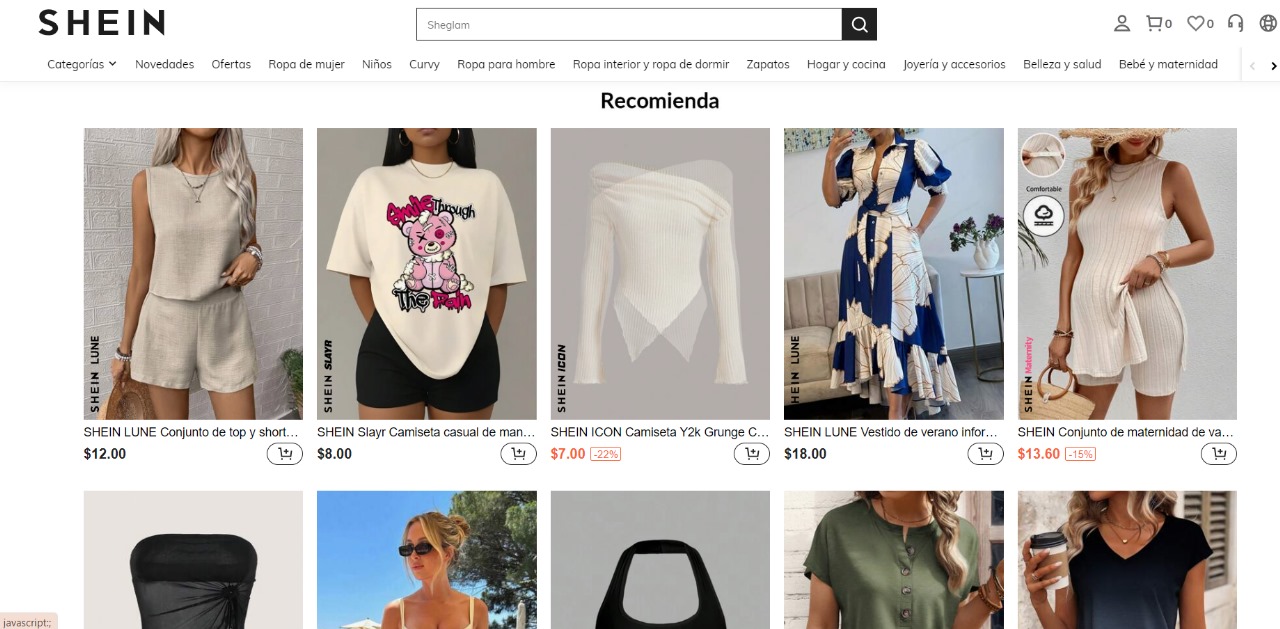 SHEIN
Sheglam
0
0
Categorías
Novedades
Ofertas
Ropa de mujer
Niños
Curvy
Ropa para hombre
Ropa interior y ropa de dormir
Zapatos
Hogar y cocina
Joyería y accesorios
Belleza y salud
Bebé y maternidad
Recomienda
SHEIN LUNE
Smile Through
The Pain
SHEIN SLAYR
SHEIN ICON
SHEIN LUNE
Comfortable
SHEIN Maternity
SHEIN LUNE Conjunto de top y short...
$12.00
SHEIN Slayr Camiseta casual de man...
$8.00
SHEIN ICON Camiseta Y2k Grunge C...
$7.00 -22%
SHEIN LUNE Vestido de verano infor...
$18.00
SHEIN Conjunto de maternidad de va...
$13.60 -15%
javascript:;